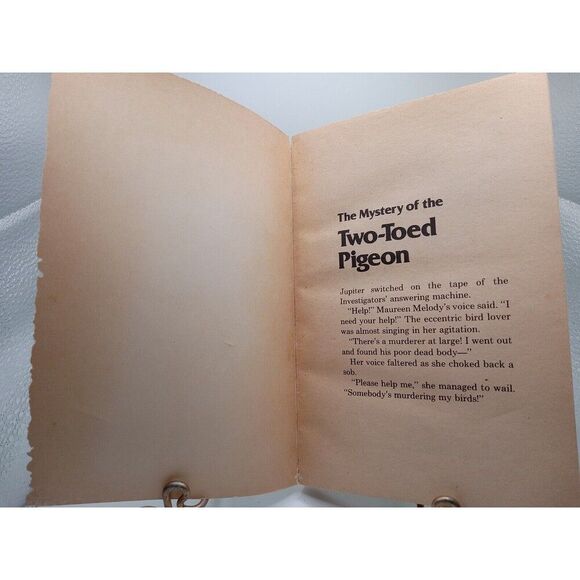 The Mystery of the
Two-Toed
Pigeon
Jupiter switched on the tape of the
Investigators' answering machine.
"Help!" Maureen Melody's voice said. "I
need your help!" The eccentric bird lover
was almost singing in her agitation.
"There's a murderer at large! I went out
and found his poor dead body—"
Her voice faltered as she choked back a
sob.
"Please help me," she managed to wail.
"Somebody's murdering my birds!"